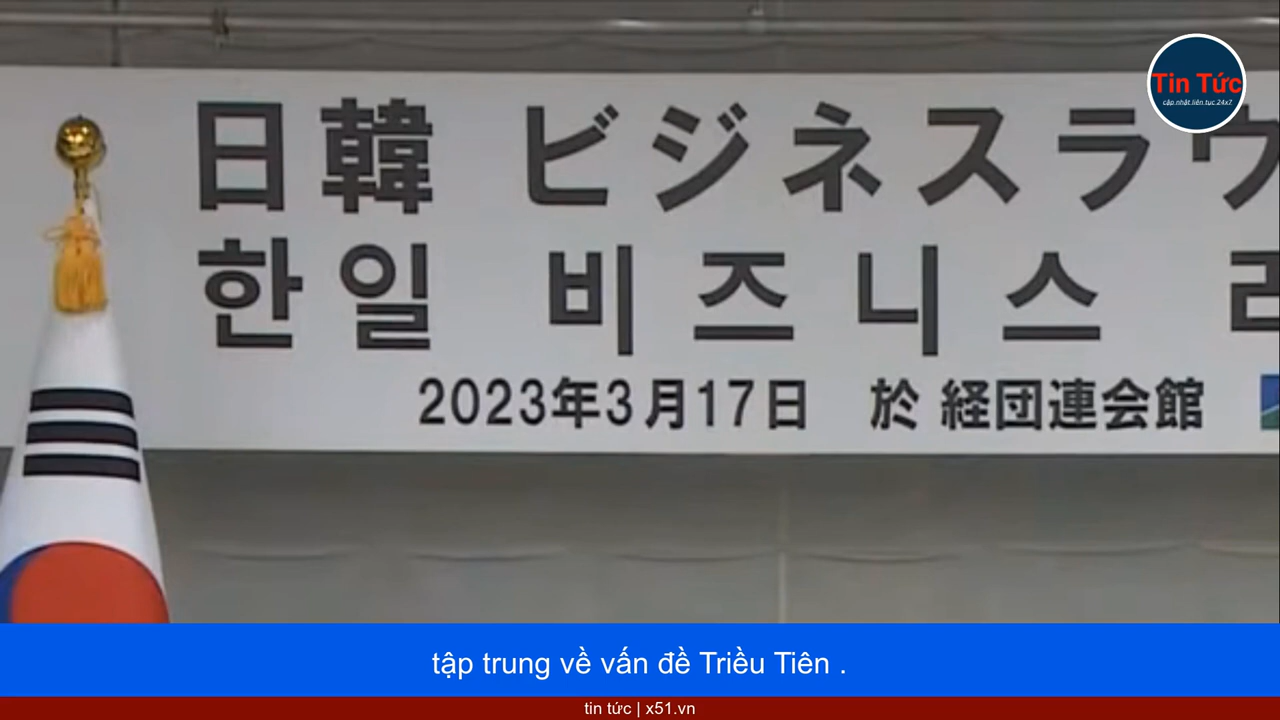 Tin Tức
cập.nhật.liên.tục.24x7
日韓 ビジネスラウ
한일 비즈니스 라
2023年3月17日 於 経団連会館
tập trung về vấn đề Triều Tiên .
tin tức | x51.vn